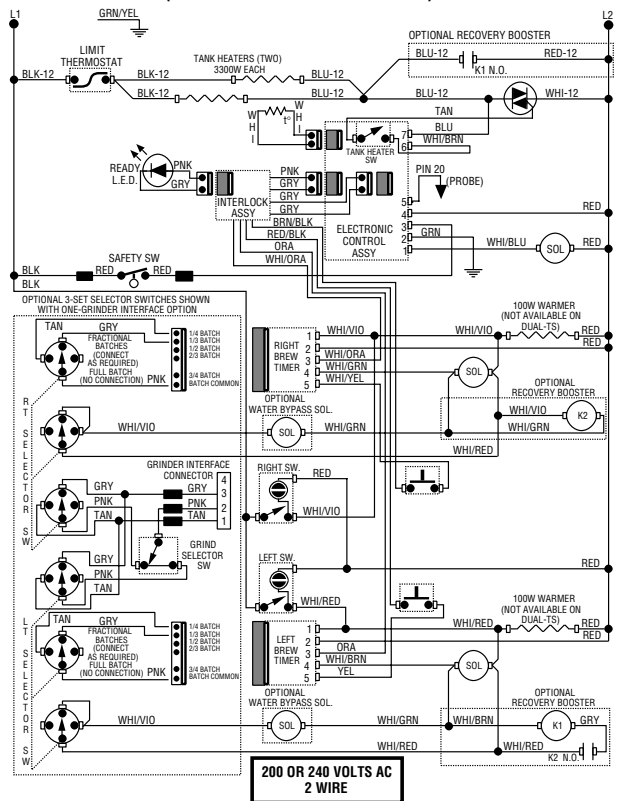 L1
GRN/YEL
L2
OPTIONAL RECOVERY BOOSTER
LIMIT
THERMOSTAT
TANK HEATERS (TWO)
3300W EACH
BLU-12
RED-12
K1 N.O.
BLK-12
BLK-12
BLU-12
BLK-12
BLU-12
BLU-12
WHI-12
TAN
W
H
I
t°
W
H
I
BLU
7
WHI/BRN
6
TANK HEATER
SW
READY
L.E.D.
PNK
GRY
PNK
GRY
GRY
GRY
INTERLOCK
ASSY
PIN 20
(PROBE)
BRN/BLK
RED/BLK
ORA
WHI/ORA
ELECTRONIC
CONTROL
ASSY
5
4
3
2
1
RED
GRN
WHI/BLU
SOL
RED
SAFETY SW
BLK
RED
RED
BLK
OPTIONAL 3-SET SELECTOR SWITCHES SHOWN
WITH ONE-GRINDER INTERFACE OPTION
TAN
GRY
FRACTIONAL
BATCHES
(CONNECT
AS REQUIRED)
FULL BATCH
(NO CONNECTION)
PNK
1/4 BATCH
1/3 BATCH
1/2 BATCH
2/3 BATCH
3/4 BATCH
BATCH COMMON
RIGHT
BREW
TIMER
1
2
3
4
5
WHI/VIO
WHI/ORA
WHI/GRN
WHI/YEL
WHI/VIO
100W WARMER
(NOT AVAILABLE ON
DUAL-TS)
RED
RED
SOL
OPTIONAL
RECOVERY BOOSTER
WHI/VIO
K2
WHI/GRN
OPTIONAL
WATER BYPASS SOL.
RT SELECTOR SW
WHI/VIO
SOL
WHI/GRN
WHI/RED
GRINDER INTERFACE
CONNECTOR
GRY
PNK
TAN
GRY
PNK
TAN
4
3
2
1
RIGHT SW.
RED
WHI/VIO
GRIND
SELECTOR
SW
GRY
PNK
TAN
LEFT SW.
WHI/RED
RED
LT SELECTOR SW
TAN
GRY
FRACTIONAL
BATCHES
(CONNECT
AS REQUIRED)
FULL BATCH
(NO CONNECTION)
PNK
1/4 BATCH
1/3 BATCH
1/2 BATCH
2/3 BATCH
3/4 BATCH
BATCH COMMON
LEFT
BREW
TIMER
1
2
3
4
5
ORA
WHI/BRN
YEL
WHI/RED
100W WARMER
(NOT AVAILABLE ON
DUAL-TS)
RED
RED
SOL
OPTIONAL
WATER BYPASS SOL.
OPTIONAL
RECOVERY BOOSTER
WHI/VIO
SOL
WHI/GRN
WHI/BRN
K1
GRY
WHI/RED
WHI/RED
K2 N.O.
200 OR 240 VOLTS AC
2 WIRE